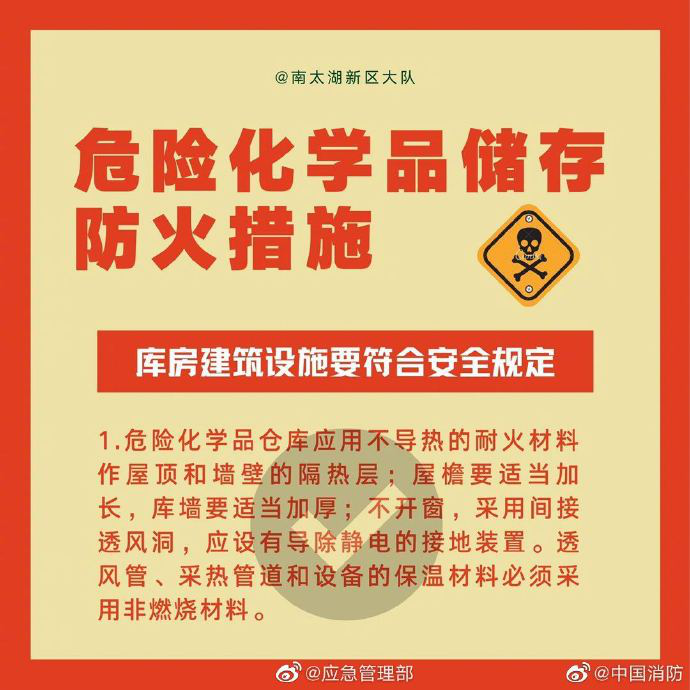 @南太湖新区大队
危险化学品储存
防火措施
库房建筑设施要符合安全规定
1.危险化学品仓库应用不导热的耐火材料
作屋顶和墙壁的隔热层；屋檐要适当加
长，库墙要适当加厚；不开窗，采用间接
透风洞，应设有导除静电的接地装置。透
风管、采热管道和设备的保温材料必须采
用非燃烧材料。
@应急管理部
@中国消防